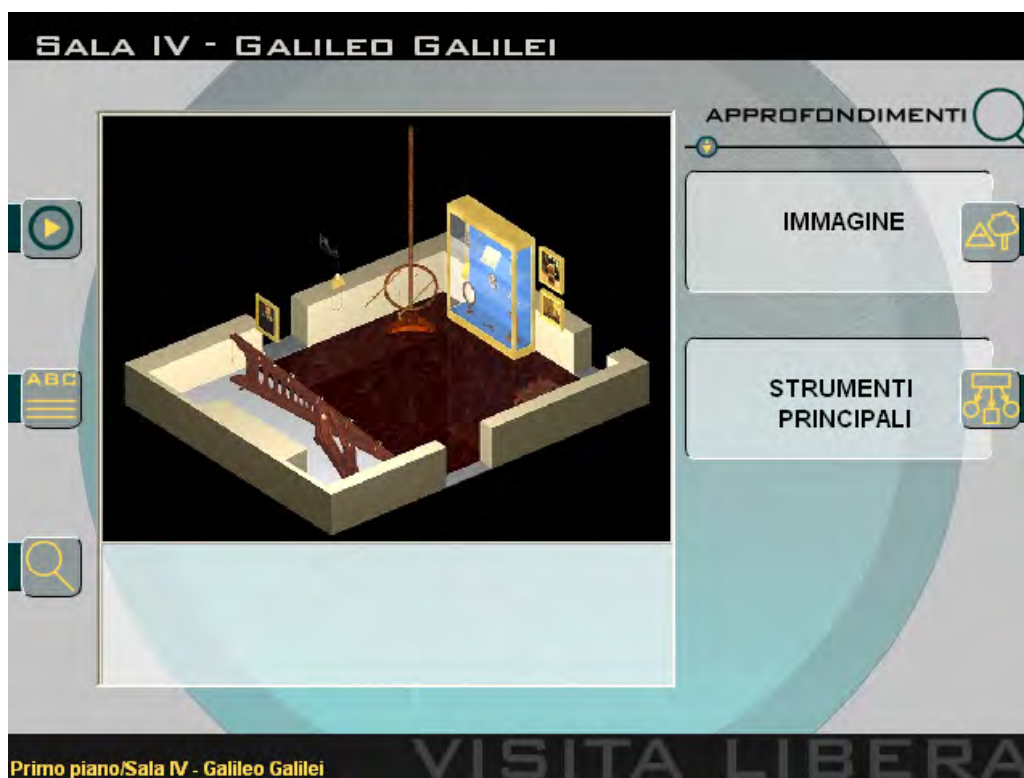 SALA IV - GALILEO GALILEI
APPROFONDIMENTI
IMMAGINE
ABC
STRUMENTI
PRINCIPALI
VISITA LIBERA
Primo piano/Sala IV - Galileo Galilei